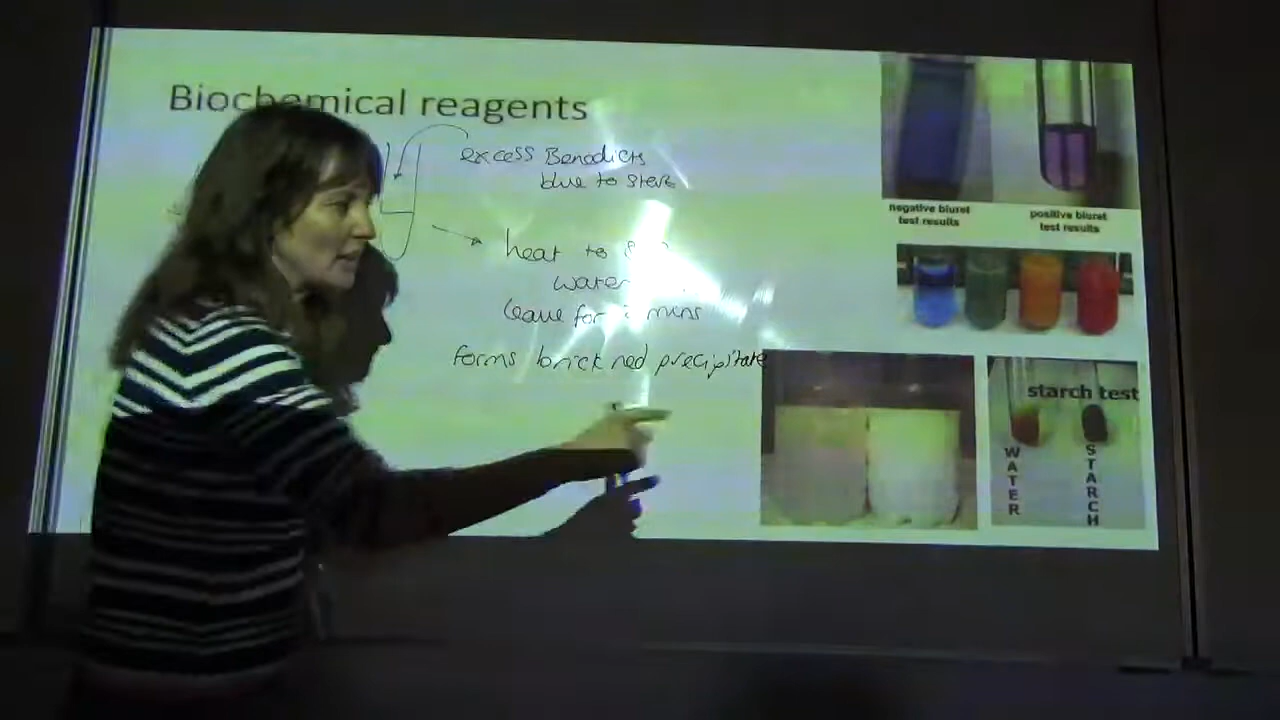 Biochemical reagents
excess Benedicts
blue to start
heat to 8
water
leave for mins
forms brick red precipitate
negative biuret
test results
positive biuret
test results
starch test
WATER
STARCH